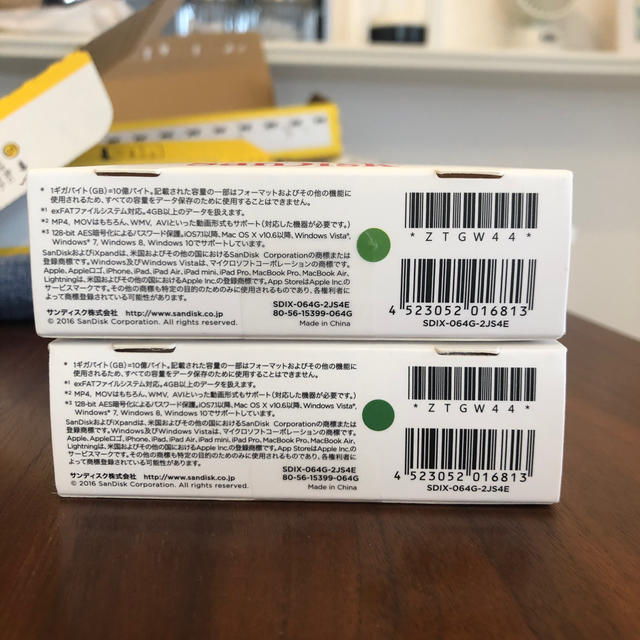 SanDisk
* 1ギガバイト(GB)=10億バイト。記載された容量の一部はフォーマットおよびその他の機能に
使用されるため、すべての容量をデータ保存のために使用することはできません。
*1 exFATファイルシステム対応。4GB以上のデータを扱えます。
*2 MP4, MOVはもちろん、WMV, AVIといった動画形式もサポート(対応した機器が必要です。)
*3 128-bit AES暗号化によるパスワード保護。iOS7.1以降、Mac OS X v10.6以降、Windows Vista®,
Windows® 7, Windows 8, Windows 10でサポートしています。
SanDiskおよびiXpandは、米国およびその他の国におけるSanDisk Corporationの商標または
登録商標です。Windows及びWindows Vistaは、マイクロソフトコーポレーションの商標です。
Apple, Appleロゴ, iPhone, iPad, iPad Air, iPad mini, iPad Pro, MacBook Pro, MacBook Air,
Lightningは、米国およびその他の国におけるApple Inc.の登録商標です。App StoreはApple Inc.の
サービスマークです。その他の商標も特定の目的のためのみに使用されるものであり、各権利者によ
って商標登録されている可能性があります。
サンディスク株式会社 http://www.sandisk.co.jp
© 2016 SanDisk Corporation. All rights reserved.
SDIX-064G-2JS4E
80-56-15399-064G
Made in China
*ZTGW44*
4 523052 016813
SDIX-064G-2JS4E
* 1ギガバイト(GB)=10億バイト。記載された容量の一部はフォーマットおよびその他の機能に
使用されるため、すべての容量をデータ保存のために使用することはできません。
*1 exFATファイルシステム対応。4GB以上のデータを扱えます。
*2 MP4, MOVはもちろん、WMV, AVIといった動画形式もサポート(対応した機器が必要です。)
*3 128-bit AES暗号化によるパスワード保護。iOS7.1以降、Mac OS X v10.6以降、Windows Vista®,
Windows® 7, Windows 8, Windows 10でサポートしています。
SanDiskおよびiXpandは、米国およびその他の国におけるSanDisk Corporationの商標または
登録商標です。Windows及びWindows Vistaは、マイクロソフトコーポレーションの商標です。
Apple, Appleロゴ, iPhone, iPad, iPad Air, iPad mini, iPad Pro, MacBook Pro, MacBook Air,
Lightningは、米国およびその他の国におけるApple Inc.の登録商標です。App StoreはApple Inc.の
サービスマークです。その他の商標も特定の目的のためのみに使用されるものであり、各権利者に
よって商標登録されている可能性があります。
サンディスク株式会社 http://www.sandisk.co.jp
© 2016 SanDisk Corporation. All rights reserved.
SDIX-064G-2JS4E
80-56-15399-064G
Made in China
*ZTGW44*
4 523052 016813
SDIX-064G-2JS4E